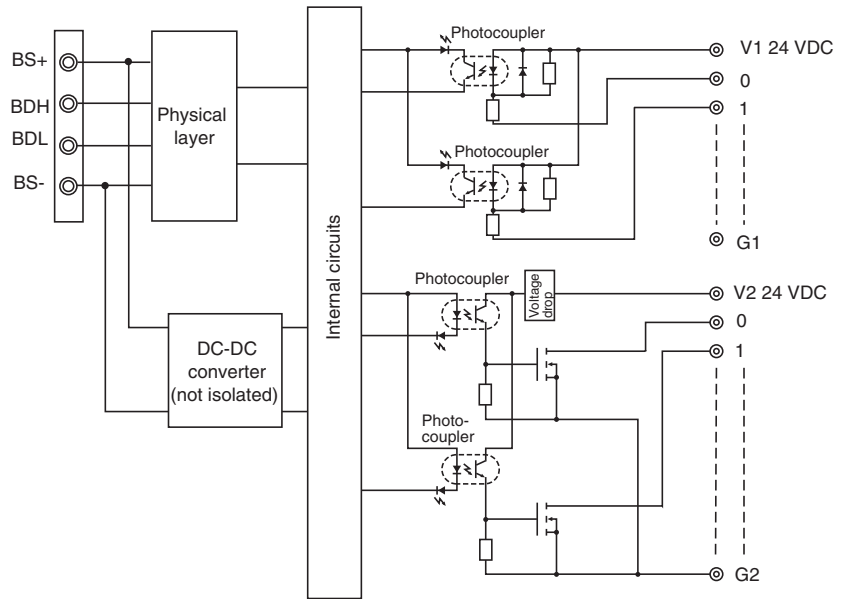 BS+
BDH
BDL
BS-
Physical
layer
DC-DC
converter
(not isolated)
Internal circuits
Photocoupler
V1 24 VDC
0
1
Photocoupler
G1
Photocoupler
Voltage
drop
V2 24 VDC
0
1
Photo-
coupler
G2